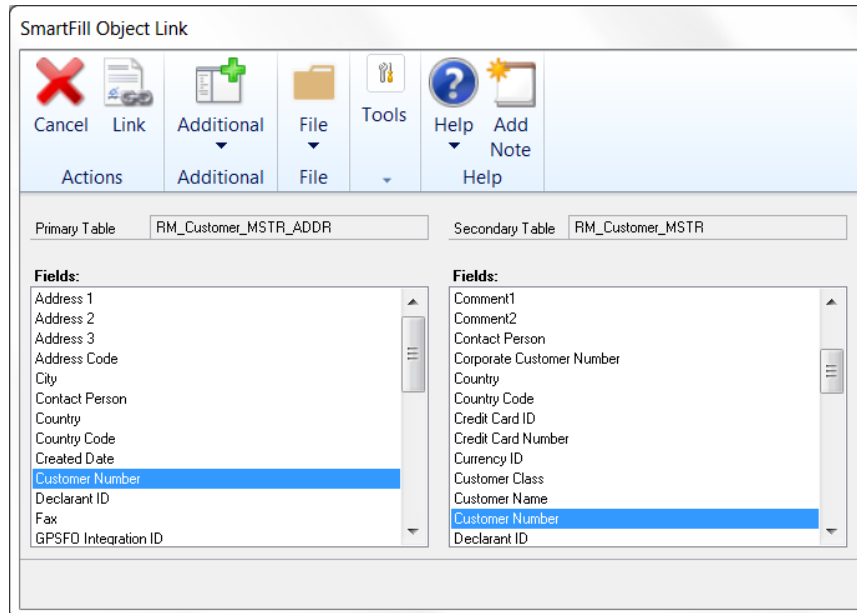 SmartFill Object Link
Cancel Link Additional File Tools Help Add Note
Actions Additional File Help
Primary Table RM_Customer_MSTR_ADDR Secondary Table RM_Customer_MSTR
Fields:
Address 1
Address 2
Address 3
Address Code
City
Contact Person
Country
Country Code
Created Date
Customer Number
Declarant ID
Fax
GPSFO Integration ID
Fields:
Comment1
Comment2
Contact Person
Corporate Customer Number
Country
Country Code
Credit Card ID
Credit Card Number
Currency ID
Customer Class
Customer Name
Customer Number
Declarant ID